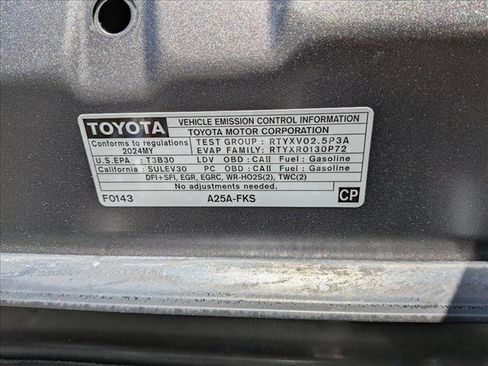 TOYOTA VEHICLE EMISSION CONTROL INFORMATION
TOYOTA MOTOR CORPORATION
Conforms to regulations TEST GROUP : RTYXV02.5P3A
2024MY EVAP FAMILY: RTYXR0130P72
U.S.EPA : T3B30 LDV OBD : CAII Fuel : Gasoline
California : SULEV30 PC OBD : CAII Fuel : Gasoline
DFI+SFI, EGR, EGRC, WR-HO2S(2), TWC(2)
No adjustments needed.
F0143 A25A-FKS CP